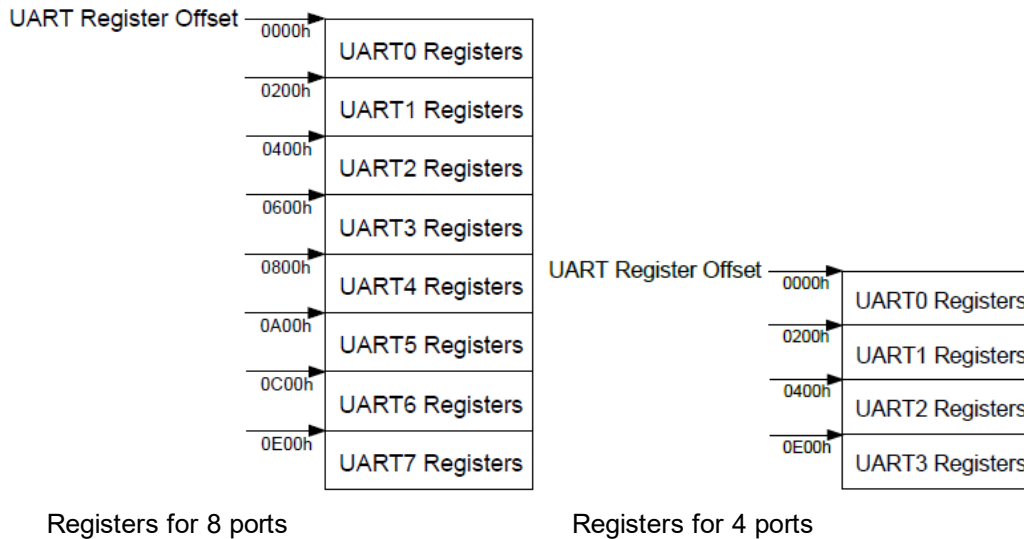 UART Register Offset
0000h
UART0 Registers
0200h
UART1 Registers
0400h
UART2 Registers
0600h
UART3 Registers
0800h
UART4 Registers
0A00h
UART5 Registers
0C00h
UART6 Registers
0E00h
UART7 Registers
Registers for 8 ports
UART Register Offset
0000h
UART0 Registers
0200h
UART1 Registers
0400h
UART2 Registers
0E00h
UART3 Registers
Registers for 4 ports